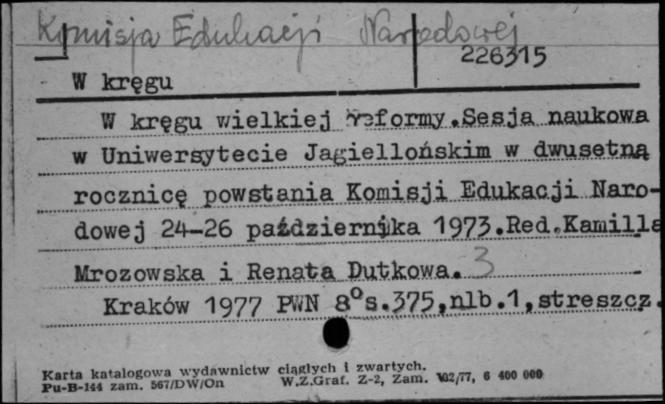 Komisja Edukacji Narodowej
226315
W kręgu
W kręgu wielkiej reformy.Sesja naukowa
w Uniwersytecie Jagiellońskim w dwusetną
rocznicę powstania Komisji Edukacji Naro-
dowej 24-26 października 1973.Red.Kamilla
Mrozowska i Renata Dutkowa. 3
Kraków 1977 PWN 8°s.375,nlb.1,streszcz.
Karta katalogowa wydawnictw ciągłych i zwartych.
Pu-B-144 zam. 567/DW/On W.Z.Graf. Z-2, Zam. 102/77, 6 400 000